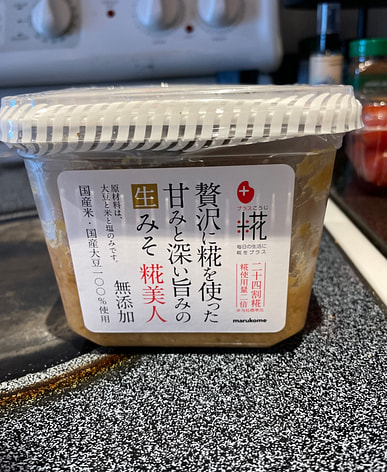 プラスこうじ
糀
毎日の生活に
糀をプラス
二十四割糀
糀使用量二倍
marukome
贅沢に糀を使った
甘みと深い旨みの
生みそ 糀美人
無添加
原材料は、
大豆と米と塩のみです。
国産米・国産大豆一〇〇%使用